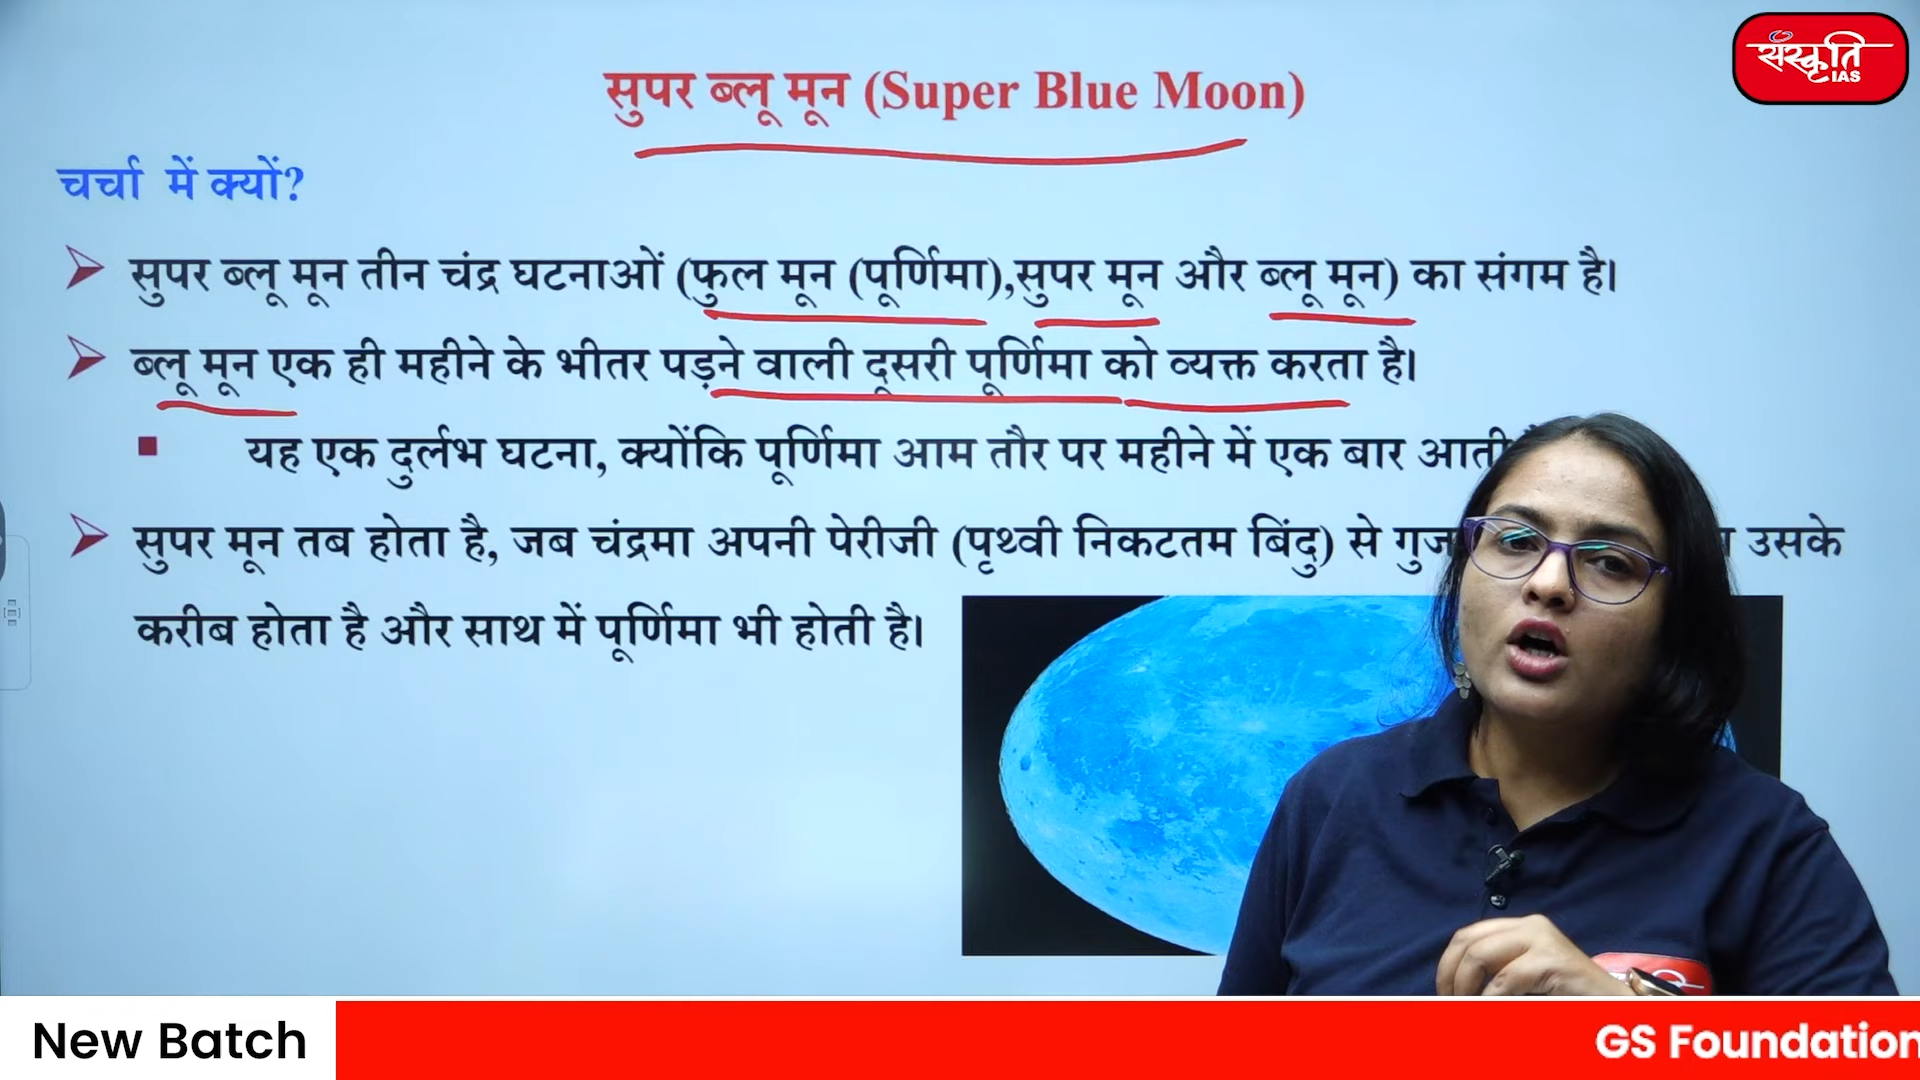 संस्कृति
IAS
सुपर ब्लू मून (Super Blue Moon)
चर्चा में क्यों?
सुपर ब्लू मून तीन चंद्र घटनाओं (फुल मून (पूर्णिमा),सुपर मून और ब्लू मून) का संगम है।
ब्लू मून एक ही महीने के भीतर पड़ने वाली दूसरी पूर्णिमा को व्यक्त करता है।
यह एक दुर्लभ घटना, क्योंकि पूर्णिमा आम तौर पर महीने में एक बार आती
सुपर मून तब होता है, जब चंद्रमा अपनी पेरीजी (पृथ्वी निकटतम बिंदु) से उसके
करीब होता है और साथ में पूर्णिमा भी होती है।
New Batch
GS Foundation